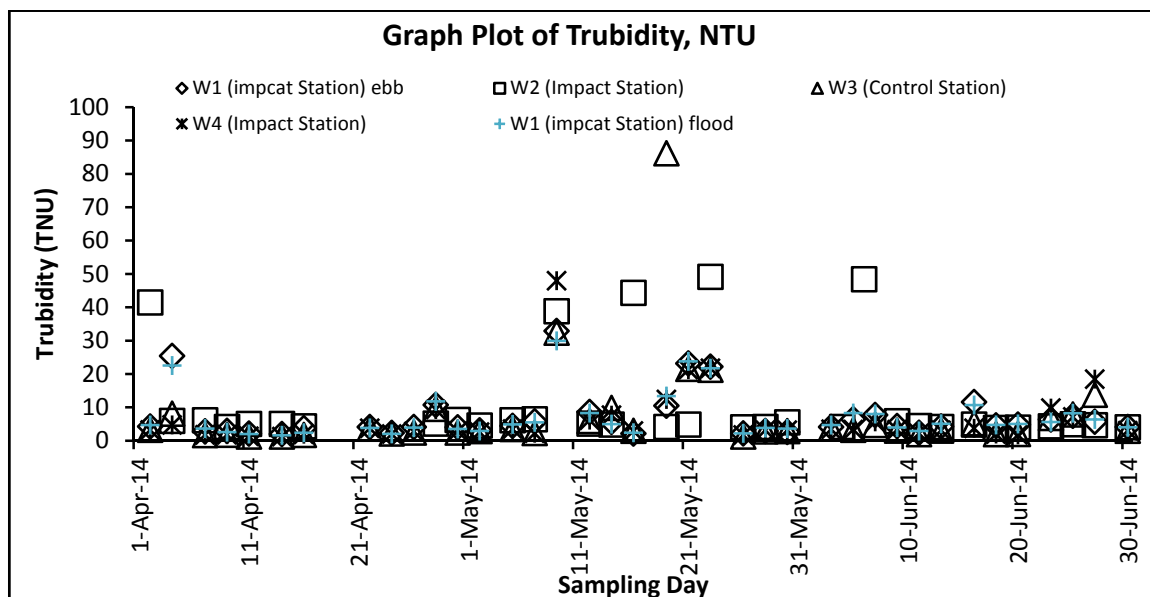 Graph Plot of Trubidity, NTU
W1 (impcat Station) ebb
W2 (Impact Station)
W3 (Control Station)
W4 (Impact Station)
W1 (impcat Station) flood
Trubidity (TNU)
100
90
80
70
60
50
40
30
20
10
0
1-Apr-14
11-Apr-14
21-Apr-14
1-May-14
11-May-14
21-May-14
31-May-14
10-Jun-14
20-Jun-14
30-Jun-14
Sampling Day